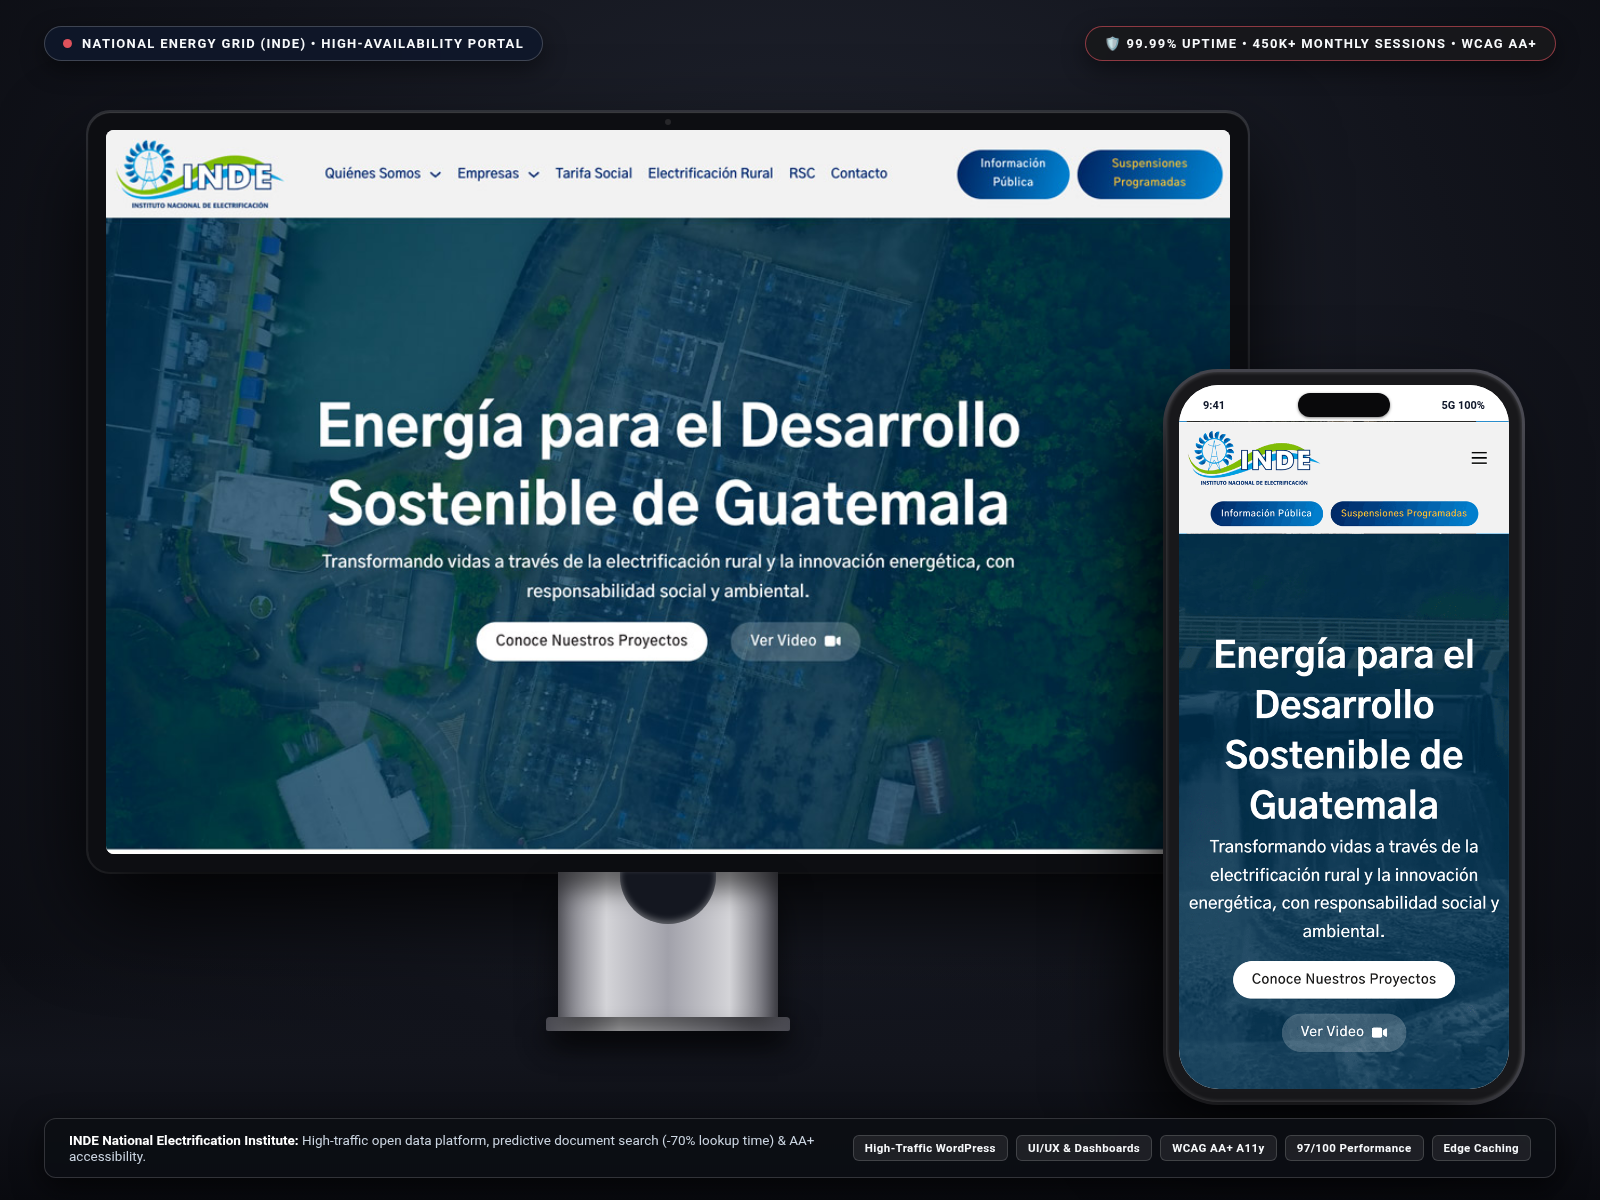 NATIONAL ENERGY GRID (INDE) • HIGH-AVAILABILITY PORTAL
🛡️ 99.99% UPTIME • 450K+ MONTHLY SESSIONS • WCAG AA+
INDE
INSTITUTO NACIONAL DE ELECTRIFICACIÓN
Quiénes Somos Empresas Tarifa Social Electrificación Rural RSC Contacto
Información
Pública
Suspensiones
Programadas
Energía para el Desarrollo
Sostenible de Guatemala
Transformando vidas a través de la electrificación rural y la innovación energética, con
responsabilidad social y ambiental.
Conoce Nuestros Proyectos
Ver Video
9:41
5G 100%
INDE
INSTITUTO NACIONAL DE ELECTRIFICACIÓN
Información Pública
Suspensiones Programadas
Energía para el
Desarrollo
Sostenible de
Guatemala
Transformando vidas a través de la
electrificación rural y la innovación
energética, con responsabilidad social y
ambiental.
Conoce Nuestros Proyectos
Ver Video
INDE National Electrification Institute: High-traffic open data platform, predictive document search (-70% lookup time) & AA+
accessibility.
High-Traffic WordPress
UI/UX & Dashboards
WCAG AA+ A11y
97/100 Performance
Edge Caching